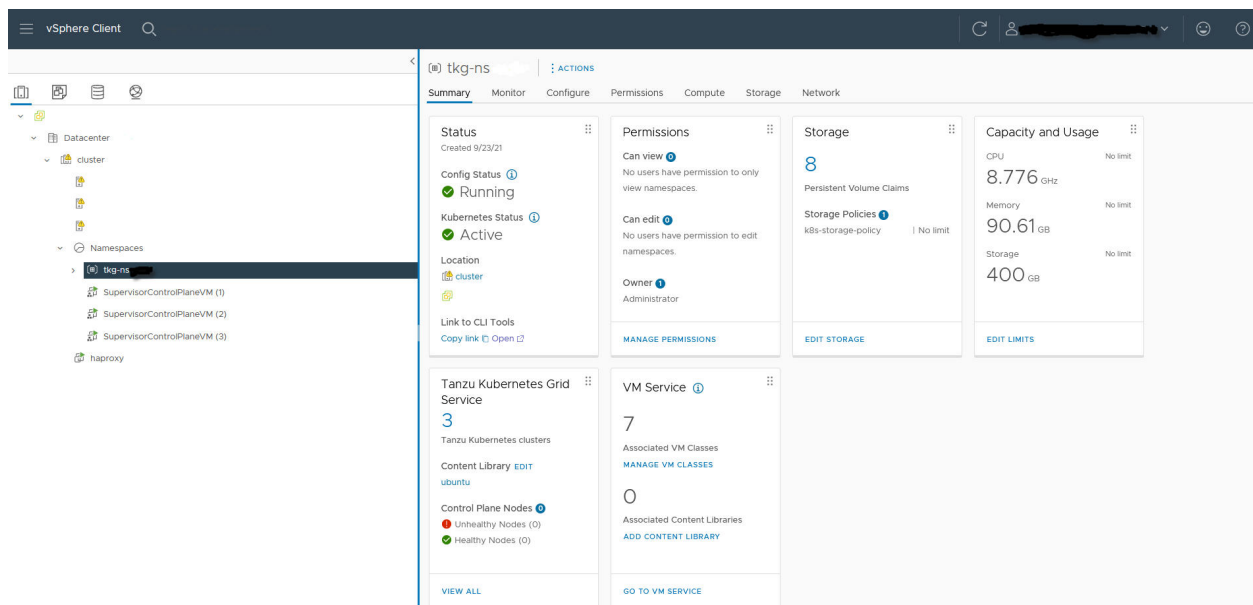 vSphere Client
tkg-ns
ACTIONS
Summary Monitor Configure Permissions Compute Storage Network
Datacenter
cluster
Namespaces
tkg-ns
SupervisorControlPlaneVM (1)
SupervisorControlPlaneVM (2)
SupervisorControlPlaneVM (3)
haproxy
Status
Created 9/23/21
Config Status
Running
Kubernetes Status
Active
Location
cluster
Link to CLI Tools
Copy link Open
Permissions
Can view 0
No users have permission to only
view namespaces.
Can edit 0
No users have permission to edit
namespaces.
Owner 1
Administrator
MANAGE PERMISSIONS
Storage
8
Persistent Volume Claims
Storage Policies 1
k8s-storage-policy | No limit
EDIT STORAGE
Capacity and Usage
CPU No limit
8.776 GHz
Memory No limit
90.61 GB
Storage No limit
400 GB
EDIT LIMITS
Tanzu Kubernetes Grid
Service
3
Tanzu Kubernetes clusters
Content Library EDIT
ubuntu
Control Plane Nodes 0
Unhealthy Nodes (0)
Healthy Nodes (0)
VIEW ALL
VM Service
7
Associated VM Classes
MANAGE VM CLASSES
0
Associated Content Libraries
ADD CONTENT LIBRARY
GO TO VM SERVICE